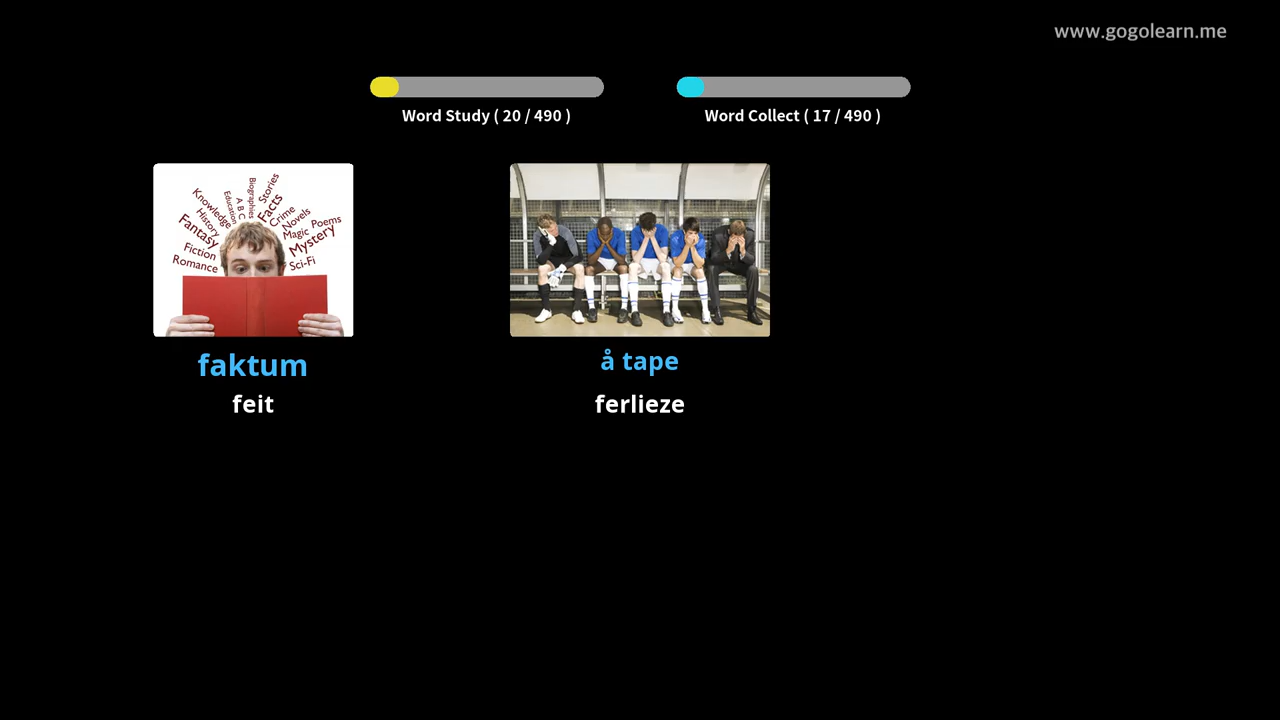 www.gogolearn.me
Word Study ( 20 / 490 )
Word Collect ( 17 / 490 )
Stories
Biographies
Facts
A B C
Education
Knowledge
History
Crime
Novels
Poems
Magic
Mystery
Fantasy
Fiction
Romance
Sci-Fi
faktum
feit
å tape
ferlieze